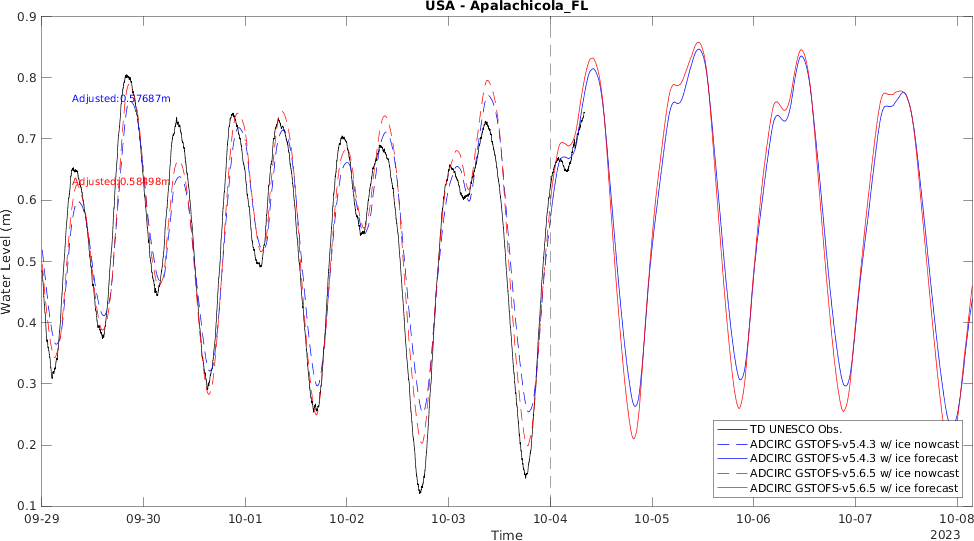 USA - Apalachicola_FL
0.9
0.8
Adjusted:0.57687m
0.7
Adjusted:0.58498m
0.6
Water Level (m)
0.5
0.4
0.3
0.2
0.1
TD UNESCO Obs.
ADCIRC GSTOFS-v5.4.3 w/ ice nowcast
ADCIRC GSTOFS-v5.4.3 w/ ice forecast
ADCIRC GSTOFS-v5.6.5 w/ ice nowcast
ADCIRC GSTOFS-v5.6.5 w/ ice forecast
09-29 09-30 10-01 10-02 10-03 10-04 10-05 10-06 10-07 10-08
Time
2023